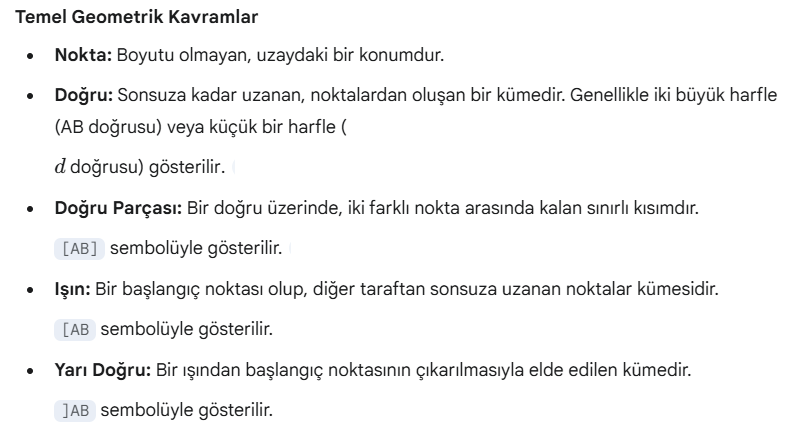 Temel Geometrik Kavramlar
• Nokta: Boyutu olmayan, uzaydaki bir konumdur.
• Doğru: Sonsuza kadar uzanan, noktalardan oluşan bir kümedir. Genellikle iki büyük harfle
(AB doğrusu) veya küçük bir harfle (
d doğrusu) gösterilir.
• Doğru Parçası: Bir doğru üzerinde, iki farklı nokta arasında kalan sınırlı kısımdır.
[AB] sembolüyle gösterilir.
• Işın: Bir başlangıç noktası olup, diğer taraftan sonsuza uzanan noktalar kümesidir.
[AB sembolüyle gösterilir.
• Yarı Doğru: Bir ışından başlangıç noktasının çıkarılmasıyla elde edilen kümedir.
]AB sembolüyle gösterilir.